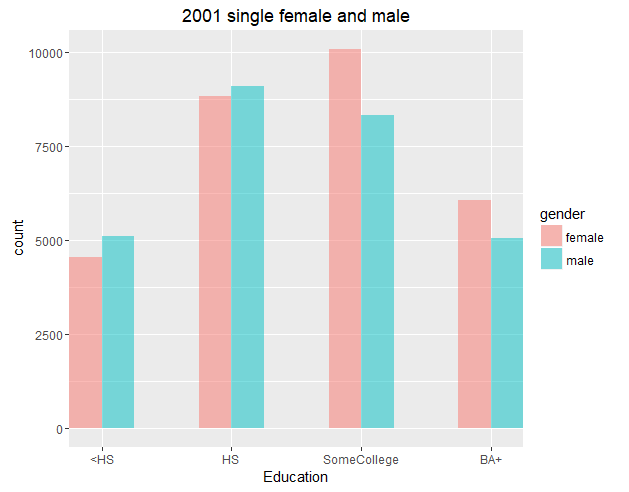 2001 single female and male
10000
7500
5000
2500
0
count
<HS HS SomeCollege BA+
Education
gender
female
male